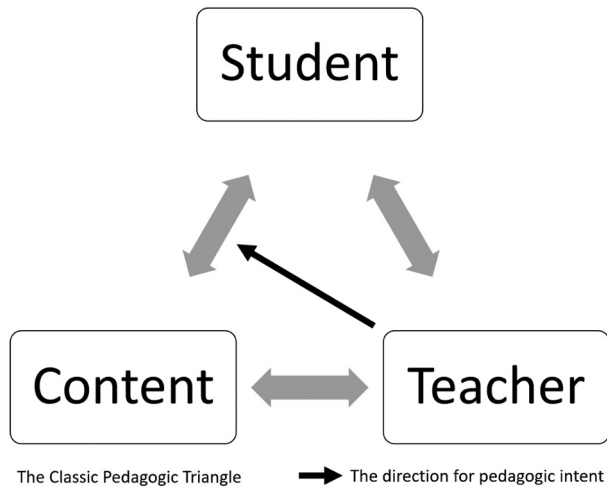 Student
Content
Teacher
The Classic Pedagogic Triangle
The direction for pedagogic intent